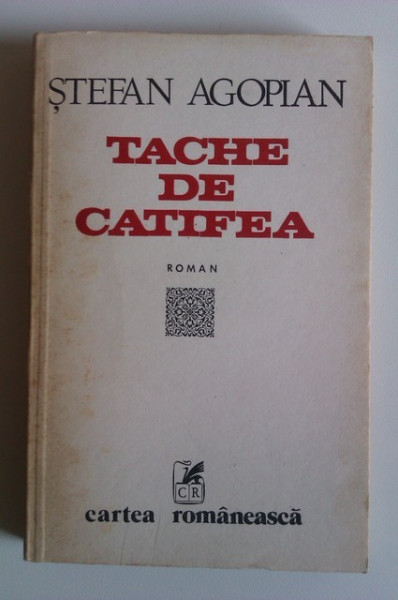 ȘTEFAN AGOPIAN
TACHE
DE
CATIFEA
ROMAN
CR
cartea românească